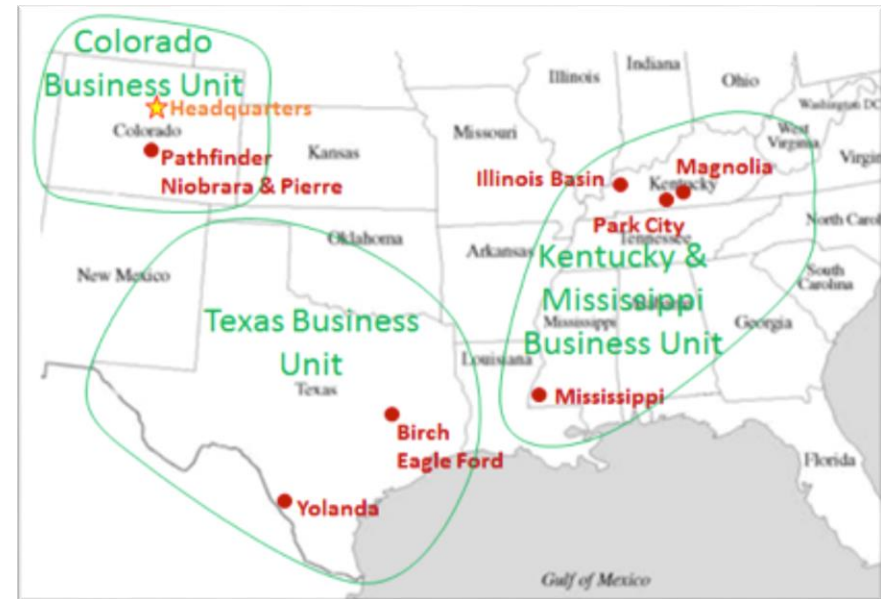 Colorado
Business Unit
Headquarters
Colorado
Pathfinder
Niobrara & Pierre
Kansas
Missouri
Illinois
Indiana
Ohio
Washington DC
West
Virginia
Virgin
Illinois Basin
Kentucky
Magnolia
Park City
Tennessee
North Carol
South
Carolina
Oklahoma
Arkansas
New Mexico
Kentucky &
Mississippi
Business Unit
Mississippi
Georgia
Louisiana
Texas Business
Unit
Texas
Mississippi
Birch
Eagle Ford
Yolanda
Florida
Gulf of Mexico